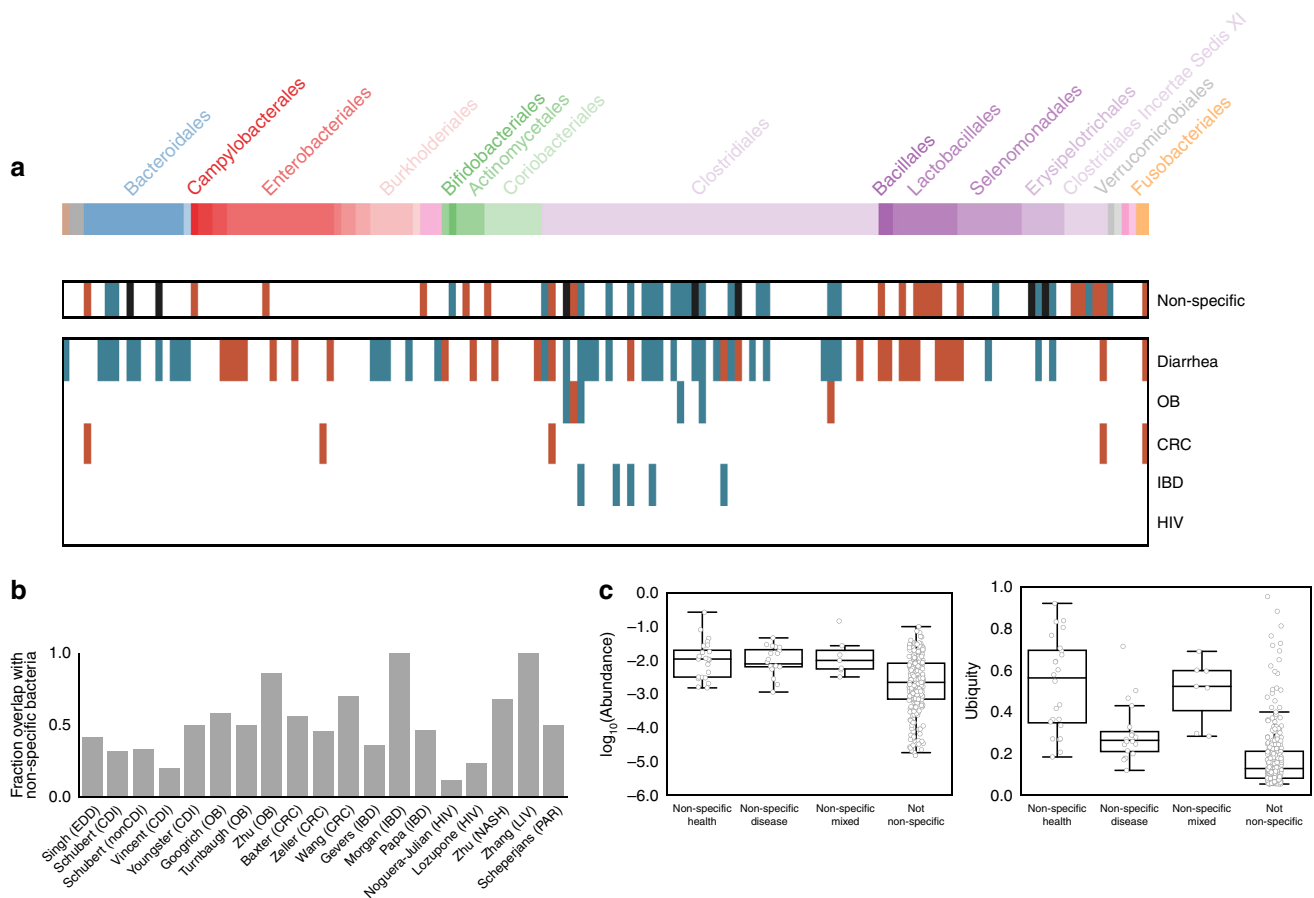 a
Bacteroidales
Campylobacterales
Enterobacteriales
Burkholderiales
Bifidobacteriales
Actinomycetales
Coriobacteriales
Clostridiales
Bacillales
Lactobacillales
Selenomonadales
Erysipelotrichales
Clostridiales Incertae Sedis XI
Verrucomicrobiales
Fusobacteriales
Non-specific
Diarrhea
OB
CRC
IBD
HIV
b
Fraction overlap with
non-specific bacteria
1.0
0.5
0.0
Singh (EDD)
Schubert (CDI)
Schubert (nonCDI)
Vincent (CDI)
Youngster (CDI)
Googrich (OB)
Turnbaugh (OB)
Zhu (OB)
Baxter (CRC)
Zeller (CRC)
Wang (CRC)
Gevers (IBD)
Morgan (IBD)
Papa (IBD)
Noguera-Julian (HIV)
Lozupone (HIV)
Zhu (NASH)
Zhang (LIV)
Scheperjans (PAR)
c
log10(Abundance)
0.0
−1.0
−2.0
−3.0
−4.0
−5.0
−6.0
Non-specific
health
Non-specific
disease
Non-specific
mixed
Not
non-specific
Ubiquity
1.0
0.8
0.6
0.4
0.2
0.0
Non-specific
health
Non-specific
disease
Non-specific
mixed
Not
non-specific